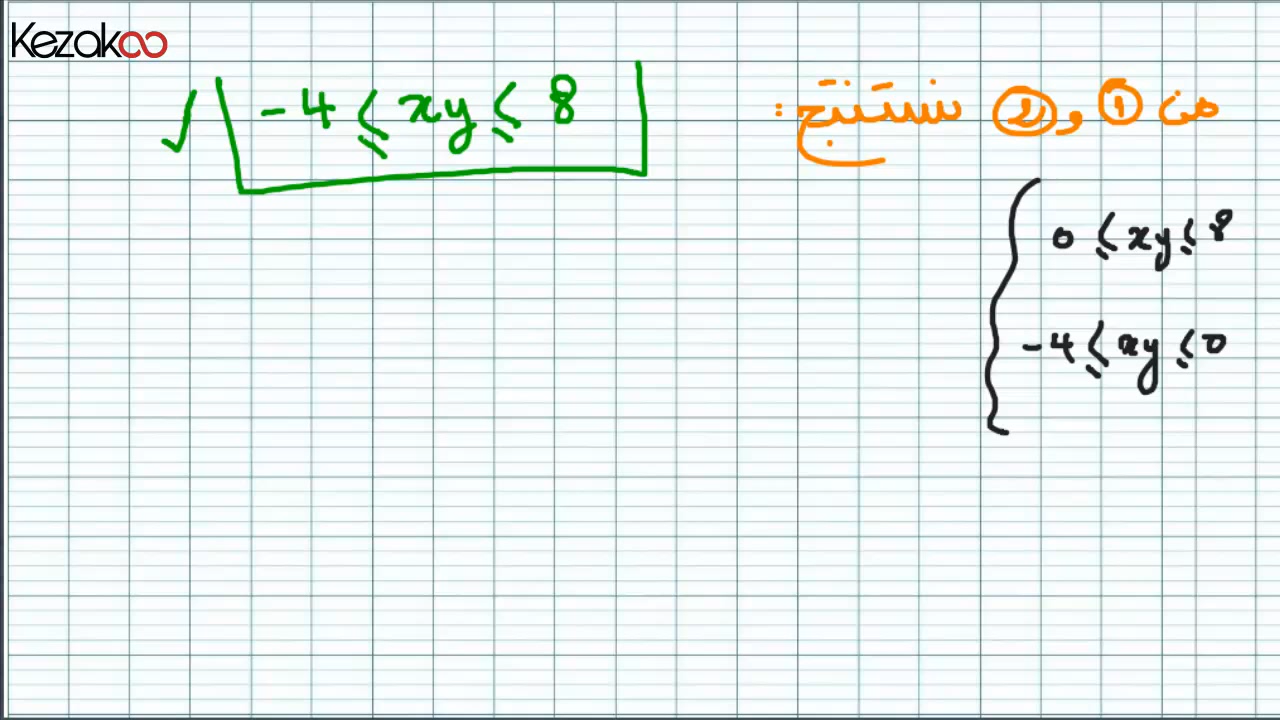 Kezakoo
من ① و ② نستنتج :
-4 ≤ xy ≤ 8
0 ≤ xy ≤ 8
-4 ≤ xy ≤ 0